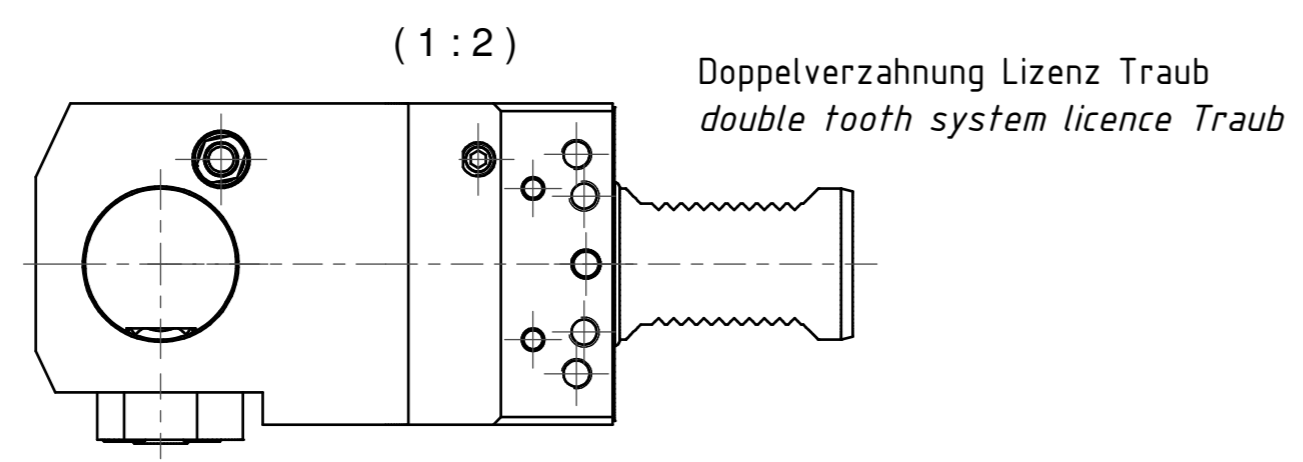 ( 1 : 2 )
Doppelverzahnung Lizenz Traub
double tooth system licence Traub